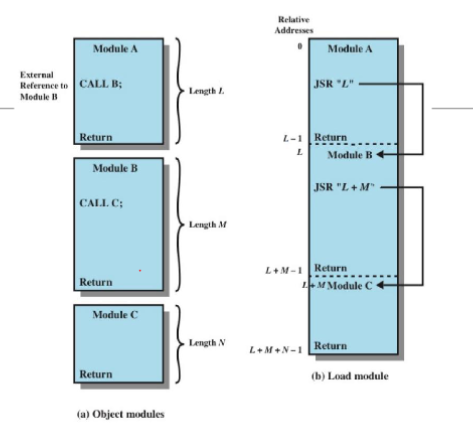 Module A
External
Reference to
Module B
CALL B;
Length L
Return
Module B
CALL C;
Length M
Return
Module C
Length N
Return
(a) Object modules
Relative
Addresses
0
Module A
JSR "L"
L – 1
Return
L
Module B
JSR "L + M"
L + M – 1
Return
L + M
Module C
L + M + N – 1
Return
(b) Load module